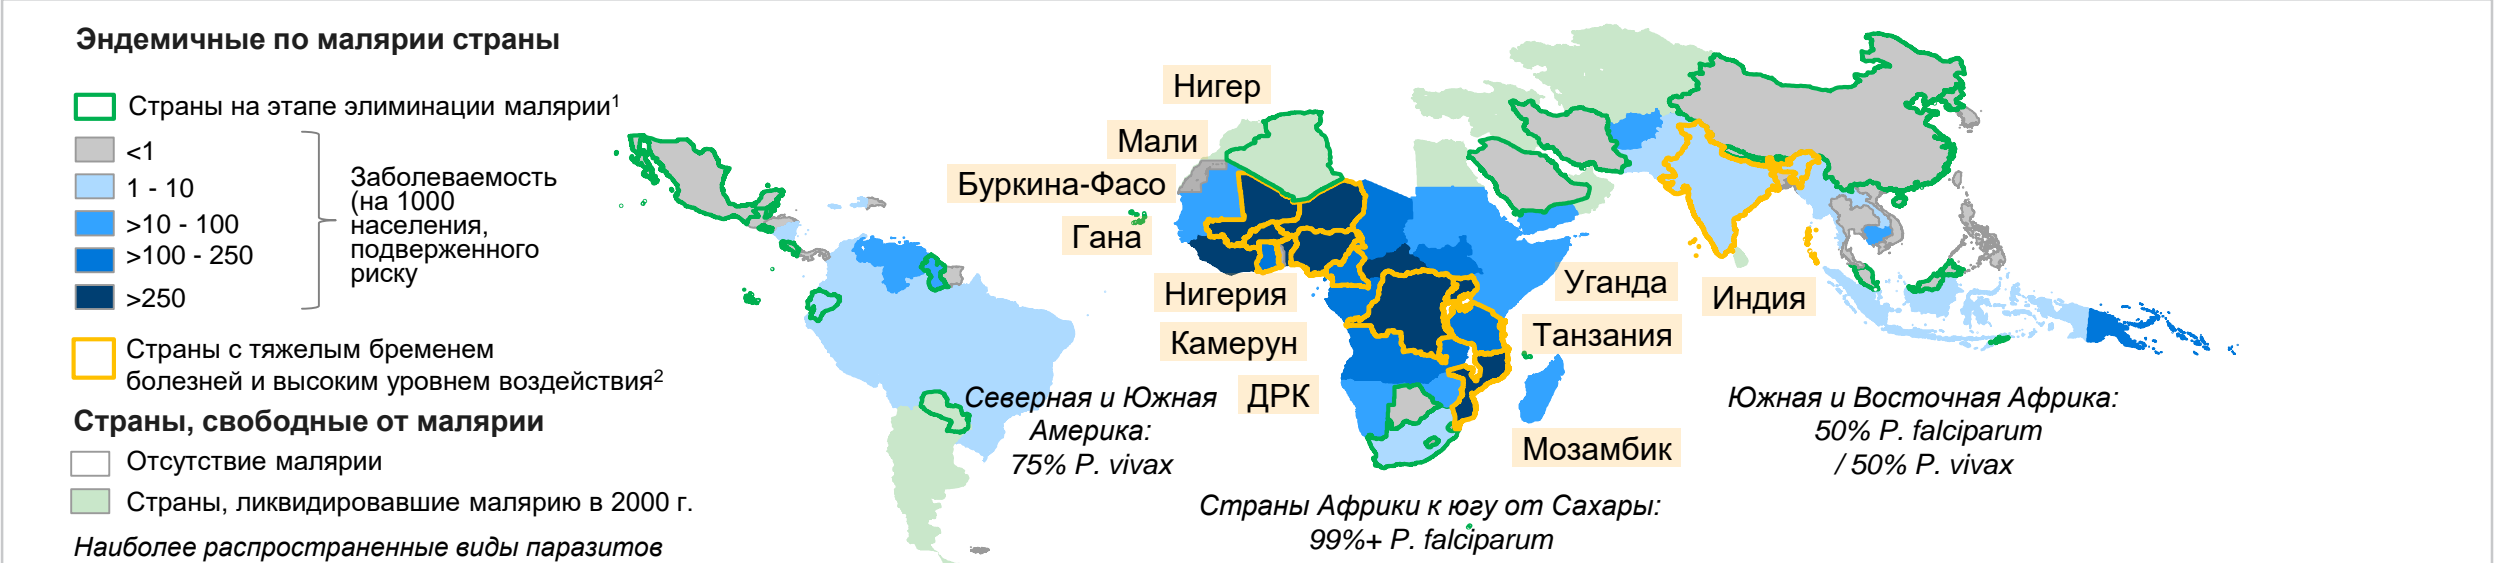 Эндемичные по малярии страны
Страны на этапе элиминации малярии¹
<1
1 - 10
>10 - 100
>100 - 250
>250
Заболеваемость
(на 1000
населения,
подверженного
риску
Страны с тяжелым бременем
болезней и высоким уровнем воздействия²
Страны, свободные от малярии
Отсутствие малярии
Страны, ликвидировавшие малярию в 2000 г.
Наиболее распространенные виды паразитов
Нигер
Мали
Буркина-Фасо
Гана
Нигерия
Камерун
ДРК
Уганда
Танзания
Мозамбик
Индия
Северная и Южная
Америка:
75% P. vivax
Страны Африки к югу от Сахары:
99%+ P. falciparum
Южная и Восточная Африка:
50% P. falciparum
/ 50% P. vivax